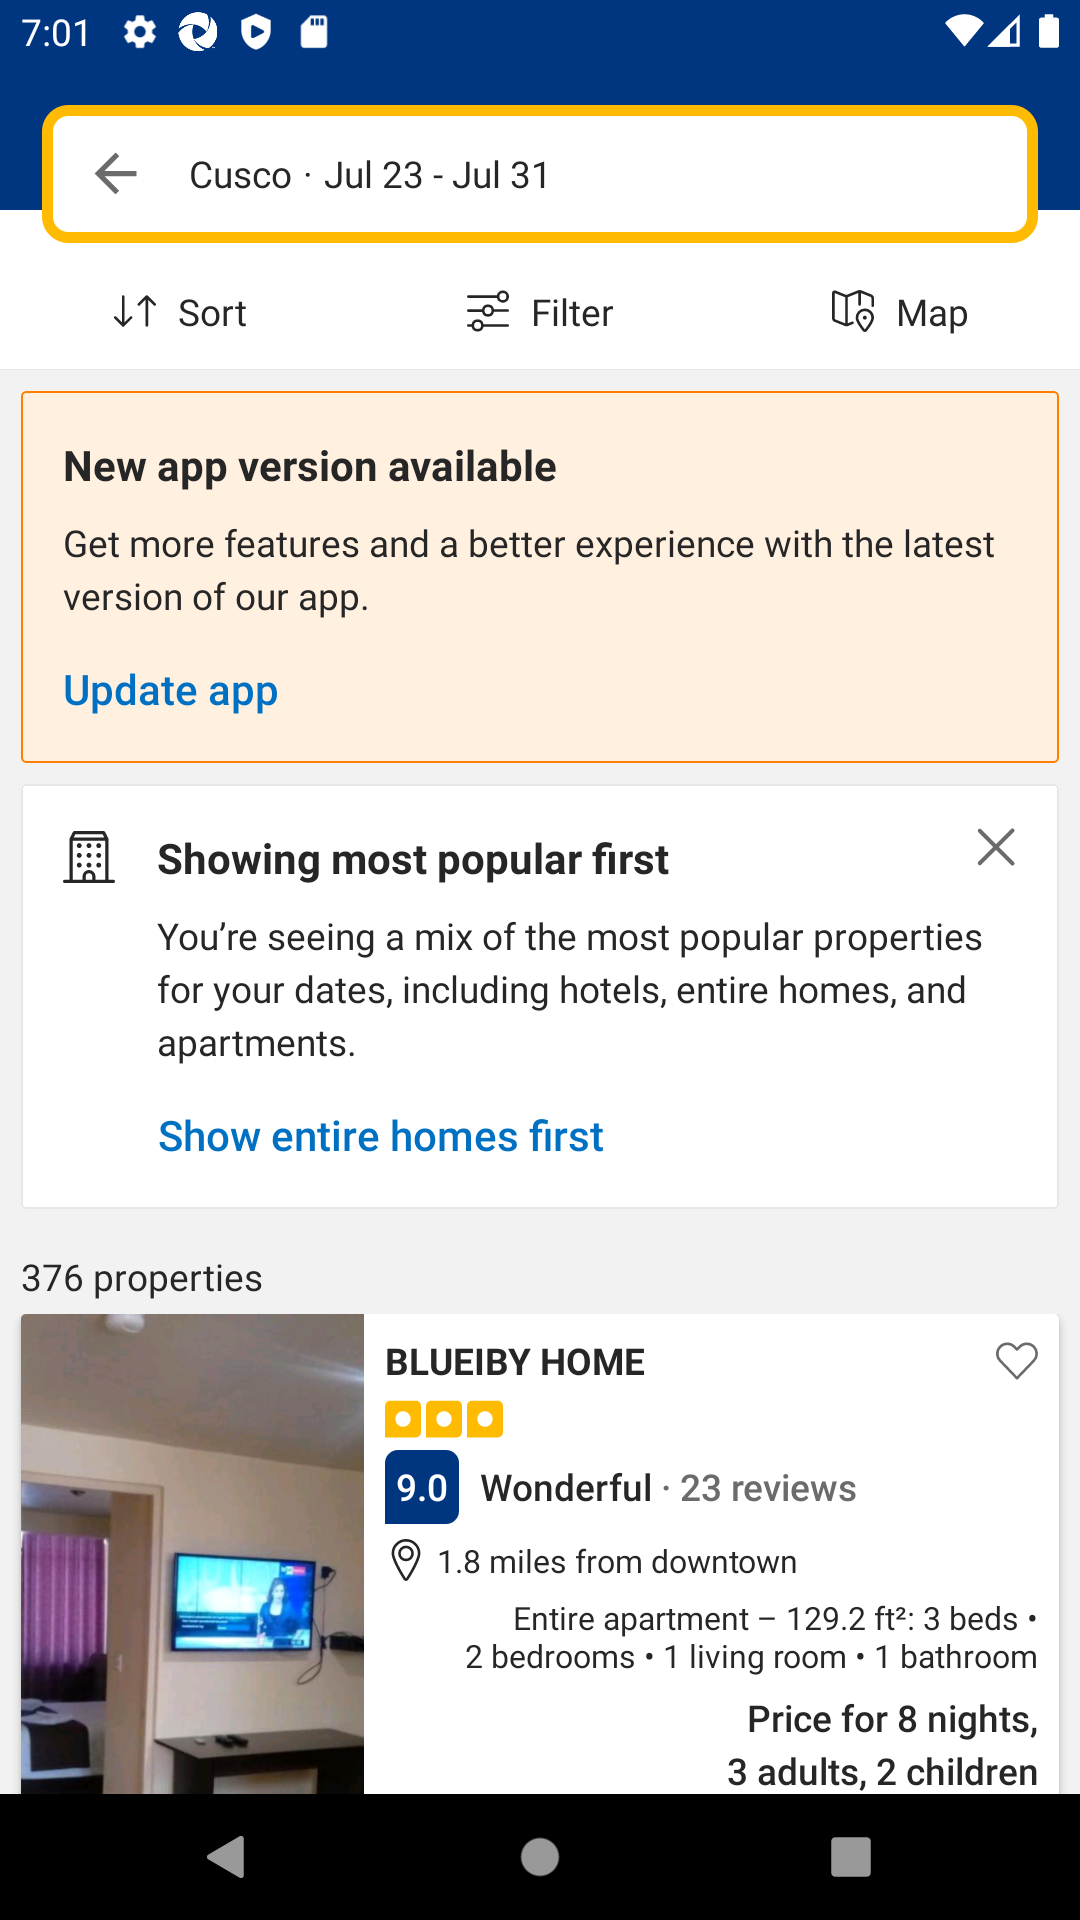 7:01
Cusco · Jul 23 - Jul 31
Sort
Filter
Map
New app version available
Get more features and a better experience with the latest
version of our app.
Update app
Showing most popular first
You’re seeing a mix of the most popular properties
for your dates, including hotels, entire homes, and
apartments.
Show entire homes first
376 properties
BLUEIBY HOME
9.0 Wonderful · 23 reviews
1.8 miles from downtown
Entire apartment – 129.2 ft²: 3 beds •
2 bedrooms • 1 living room • 1 bathroom
Price for 8 nights,
3 adults, 2 children